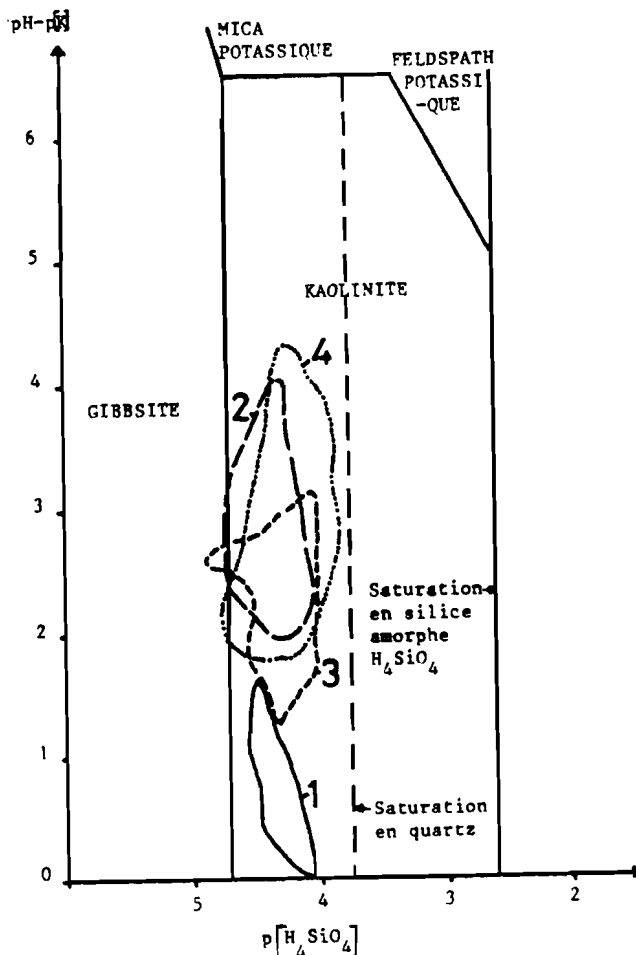 pH-pK
MICA
POTASSIQUE
FELDSPATH
POTASSI
-QUE
6
5
KAOLINITE
4
4
2
GIBBSITE
3
Saturation
en silice
amorphe
H₄SiO₄
2
3
1
1
Saturation
en quartz
0
5
4
3
2
p[H₄SiO₄]